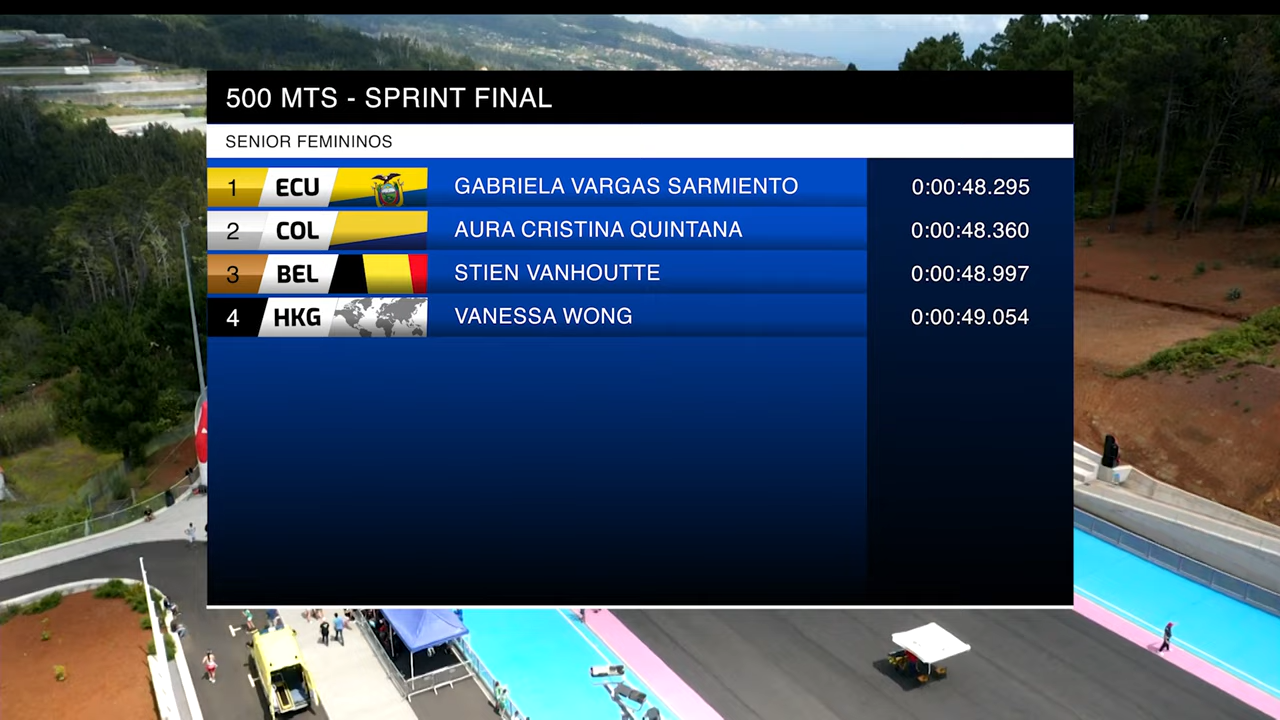 500 MTS - SPRINT FINAL
SENIOR FEMININOS
1 ECU GABRIELA VARGAS SARMIENTO 0:00:48.295
2 COL AURA CRISTINA QUINTANA 0:00:48.360
3 BEL STIEN VANHOUTTE 0:00:48.997
4 HKG VANESSA WONG 0:00:49.054